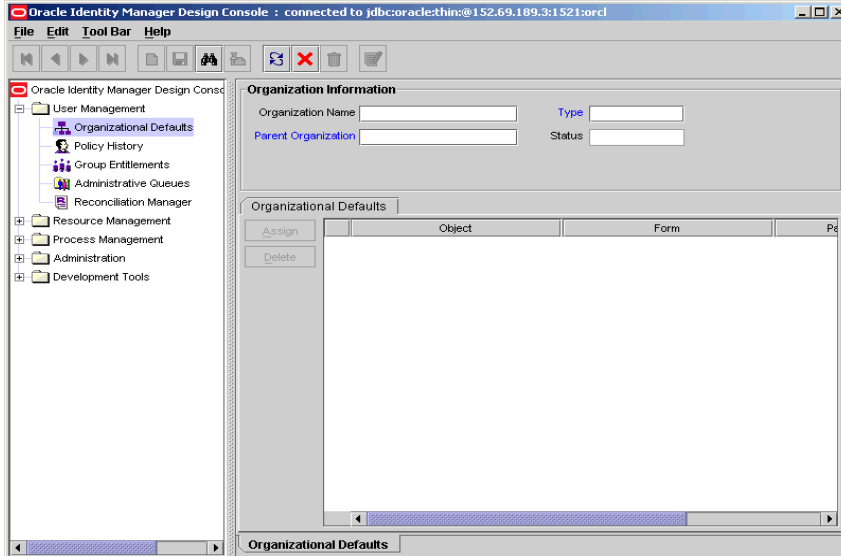 Oracle Identity Manager Design Console : connected to jdbc:oracle:thin:@152.69.189.3:1521:orcl
File Edit Tool Bar Help
Oracle Identity Manager Design Consc
User Management
Organizational Defaults
Policy History
Group Entitlements
Administrative Queues
Reconciliation Manager
Resource Management
Process Management
Administration
Development Tools
Organization Information
Organization Name
Type
Parent Organization
Status
Organizational Defaults
Assign
Delete
Object
Form
Pa
Organizational Defaults